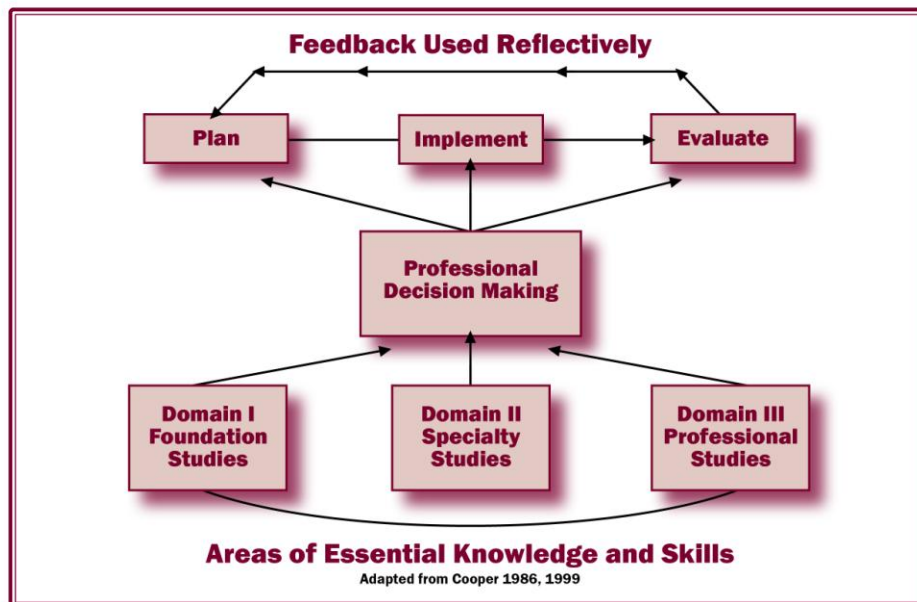 Feedback Used Reflectively
Plan
Implement
Evaluate
Professional
Decision Making
Domain I
Foundation
Studies
Domain II
Specialty
Studies
Domain III
Professional
Studies
Areas of Essential Knowledge and Skills
Adapted from Cooper 1986, 1999